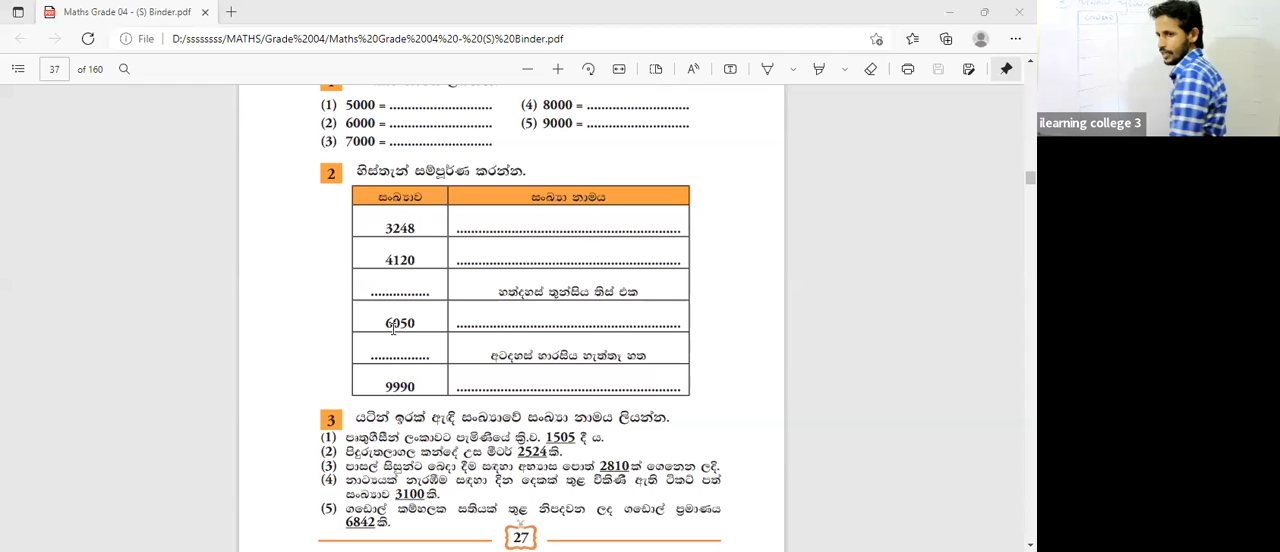 Maths Grade 04 - (S) Binder.pdf
File D:/ssssssss/MATHS/Grade%2004/Maths%20grade%2004%20-%20(S)%20Binder.pdf
37 of 160
1
(1) 5000 = ............................ (4) 8000 = ............................
(2) 6000 = ............................ (5) 9000 = ............................
(3) 7000 = ............................
2 හිස්තැන් සම්පූර්ණ කරන්න.
සංඛ්‍යාව සංඛ්‍යා නාමය
3248 ............................................................
4120 ............................................................
................ හත්දහස් තුන්සිය තිස් එක
6050 ............................................................
................ අටදහස් හාරසිය හැත්තෑ හත
9990 ............................................................
3 යටින් ඉරක් ඇඳි සංඛ්‍යාවේ සංඛ්‍යා නාමය ලියන්න.
(1) පෘතුගීසීන් ලංකාවට පැමිණියේ ක්‍රි.ව. 1505 දී ය.
(2) පිදුරුතලාගල කන්දේ උස මීටර් 2524කි.
(3) පාසල් සිසුන්ට බෙදා දීම සඳහා අභ්‍යාස පොත් 2810ක් ගෙනෙන ලදි.
(4) නාට්‍යයක් නැරඹීම සඳහා දින දෙකක් තුළ විකිණී ඇති ටිකට් පත්
සංඛ්‍යාව 3100කි.
(5) ගඩොල් කම්හලක සතියක් තුළ නිපදවන ලද ගඩොල් ප්‍රමාණය
6842කි.
27
ilearning college 3